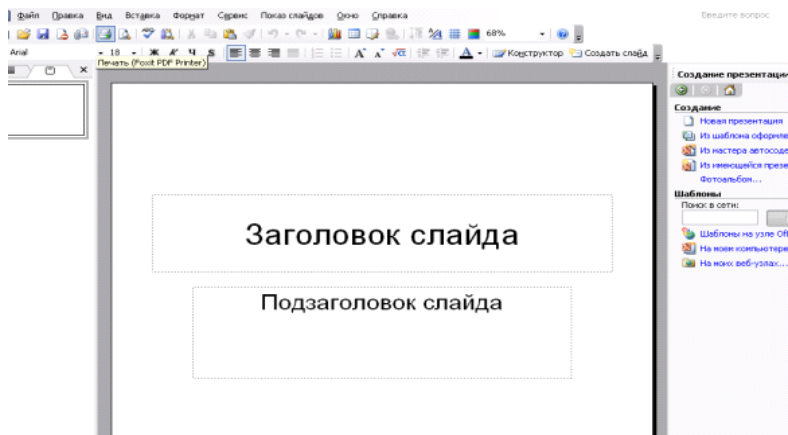 Файл Правка Вид Вставка Формат Сервис Показ слайдов Окно Справка Введите вопрос
68%
Arial 18 Ж К Ч S Конструктор Создать слайд
Печать (Foxit PDF Printer)
Создание презентации
Создание
Новая презентация
Из шаблона оформле
Из мастера автосоде
Из имеющейся презе
Фотоальбом...
Шаблоны
Поиск в сети:
Шаблоны на узле Off
На моем компьютере
На моих веб-узлах...
Заголовок слайда
Подзаголовок слайда